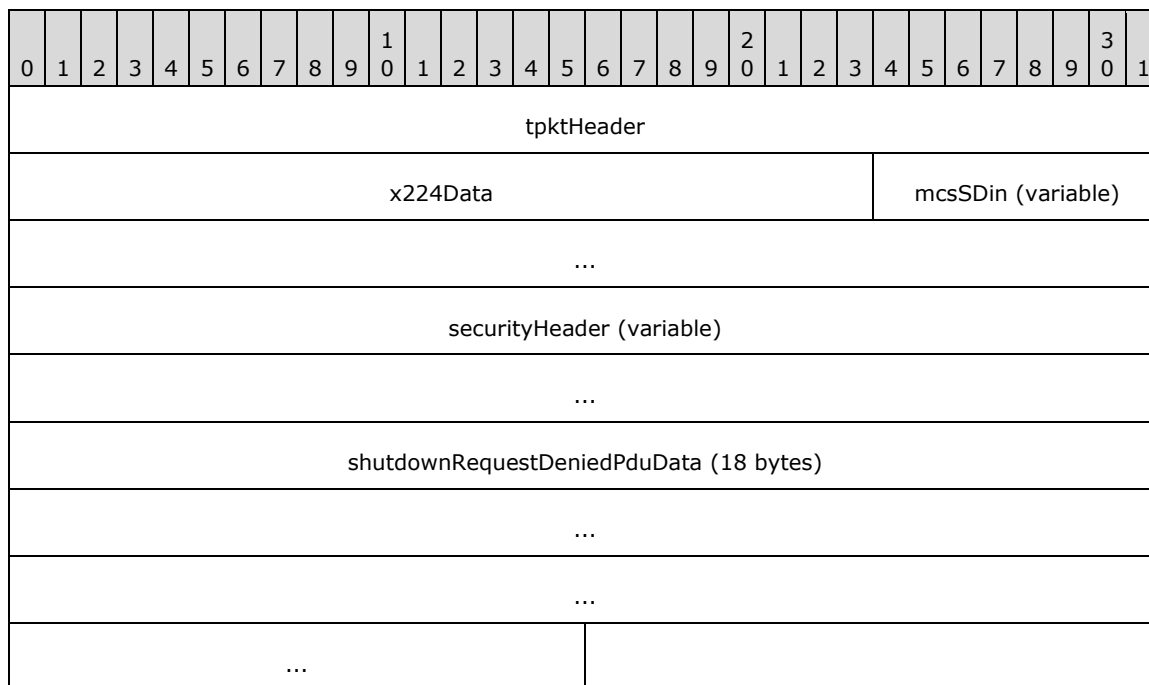 1 2 3
0 1 2 3 4 5 6 7 8 9 0 1 2 3 4 5 6 7 8 9 0 1 2 3 4 5 6 7 8 9 0 1
tpktHeader
x224Data mcsSDin (variable)
...
securityHeader (variable)
...
shutdownRequestDeniedPduData (18 bytes)
...
...
...